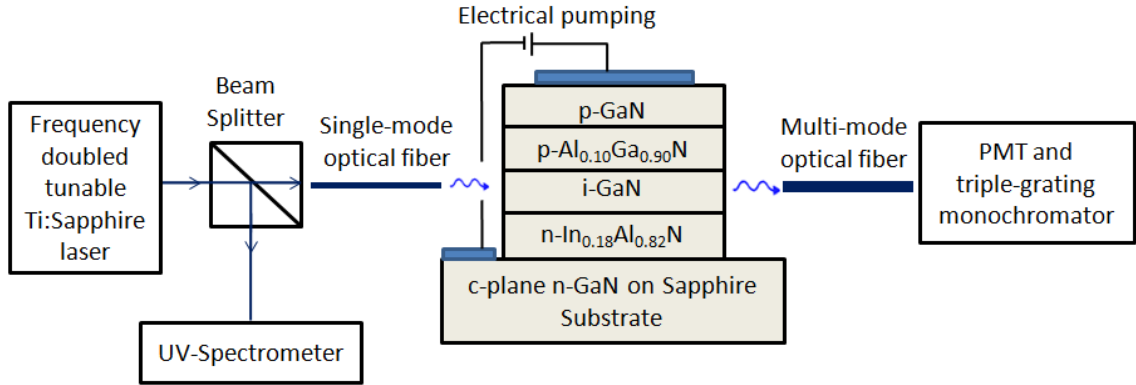 Electrical pumping
Beam
Splitter
Frequency
doubled
tunable
Ti:Sapphire
laser
Single-mode
optical fiber
p-GaN
p-Al₀.₁₀Ga₀.₉₀N
i-GaN
n-In₀.₁₈Al₀.₈₂N
c-plane n-GaN on Sapphire
Substrate
Multi-mode
optical fiber
PMT and
triple-grating
monochromator
UV-Spectrometer